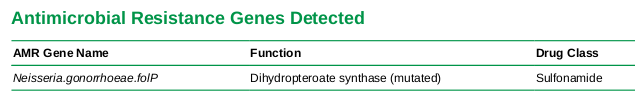 Antimicrobial Resistance Genes Detected
AMR Gene Name Function Drug Class
Neisseria.gonorrhoeae.folP Dihydropteroate synthase (mutated) Sulfonamide